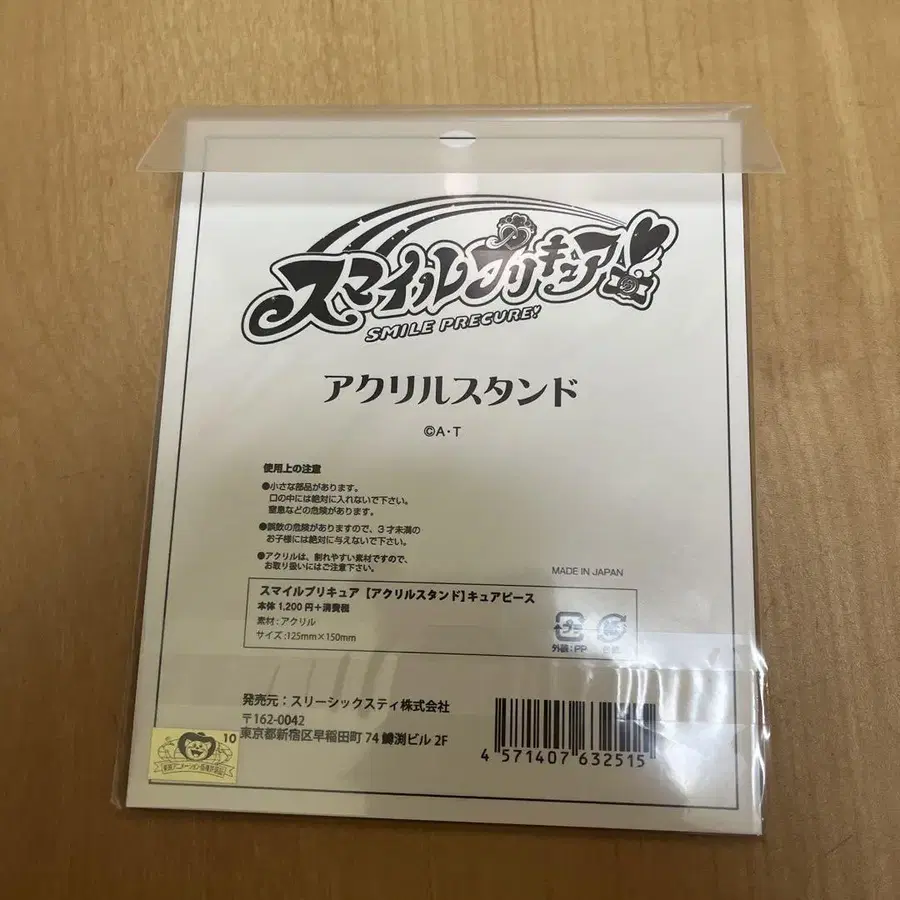 スマイルプリキュア!
SMILE PRECURE!
アクリルスタンド
©A・T
使用上の注意
●小さな部品があります。
口の中には絶対に入れないで下さい。
窒息などの危険があります。
●誤飲の危険がありますので、3才未満の
お子様には絶対に与えないで下さい。
●アクリルは、割れやすい素材ですので、
お取り扱いにはご注意下さい。
MADE IN JAPAN
スマイルプリキュア【アクリルスタンド】キュアピース
本体 1,200 円+消費税
素材:アクリル
サイズ:125mm×150mm
プラ
外装:PP
発売元:スリーシックスティ株式会社
〒162-0042
東京都新宿区早稲田町 74 鱒渕ビル 2F
4 571407 632515
10